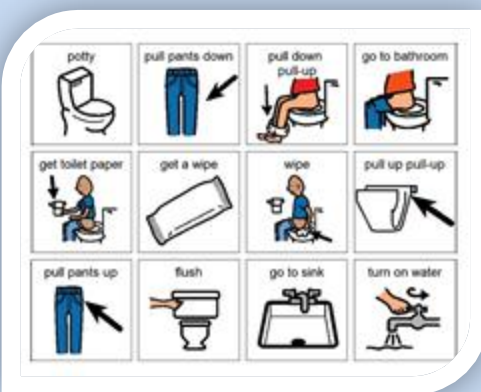 potty
pull pants down
pull down
pull-up
go to bathroom
get toilet paper
get a wipe
wipe
pull up pull-up
pull pants up
flush
go to sink
turn on water